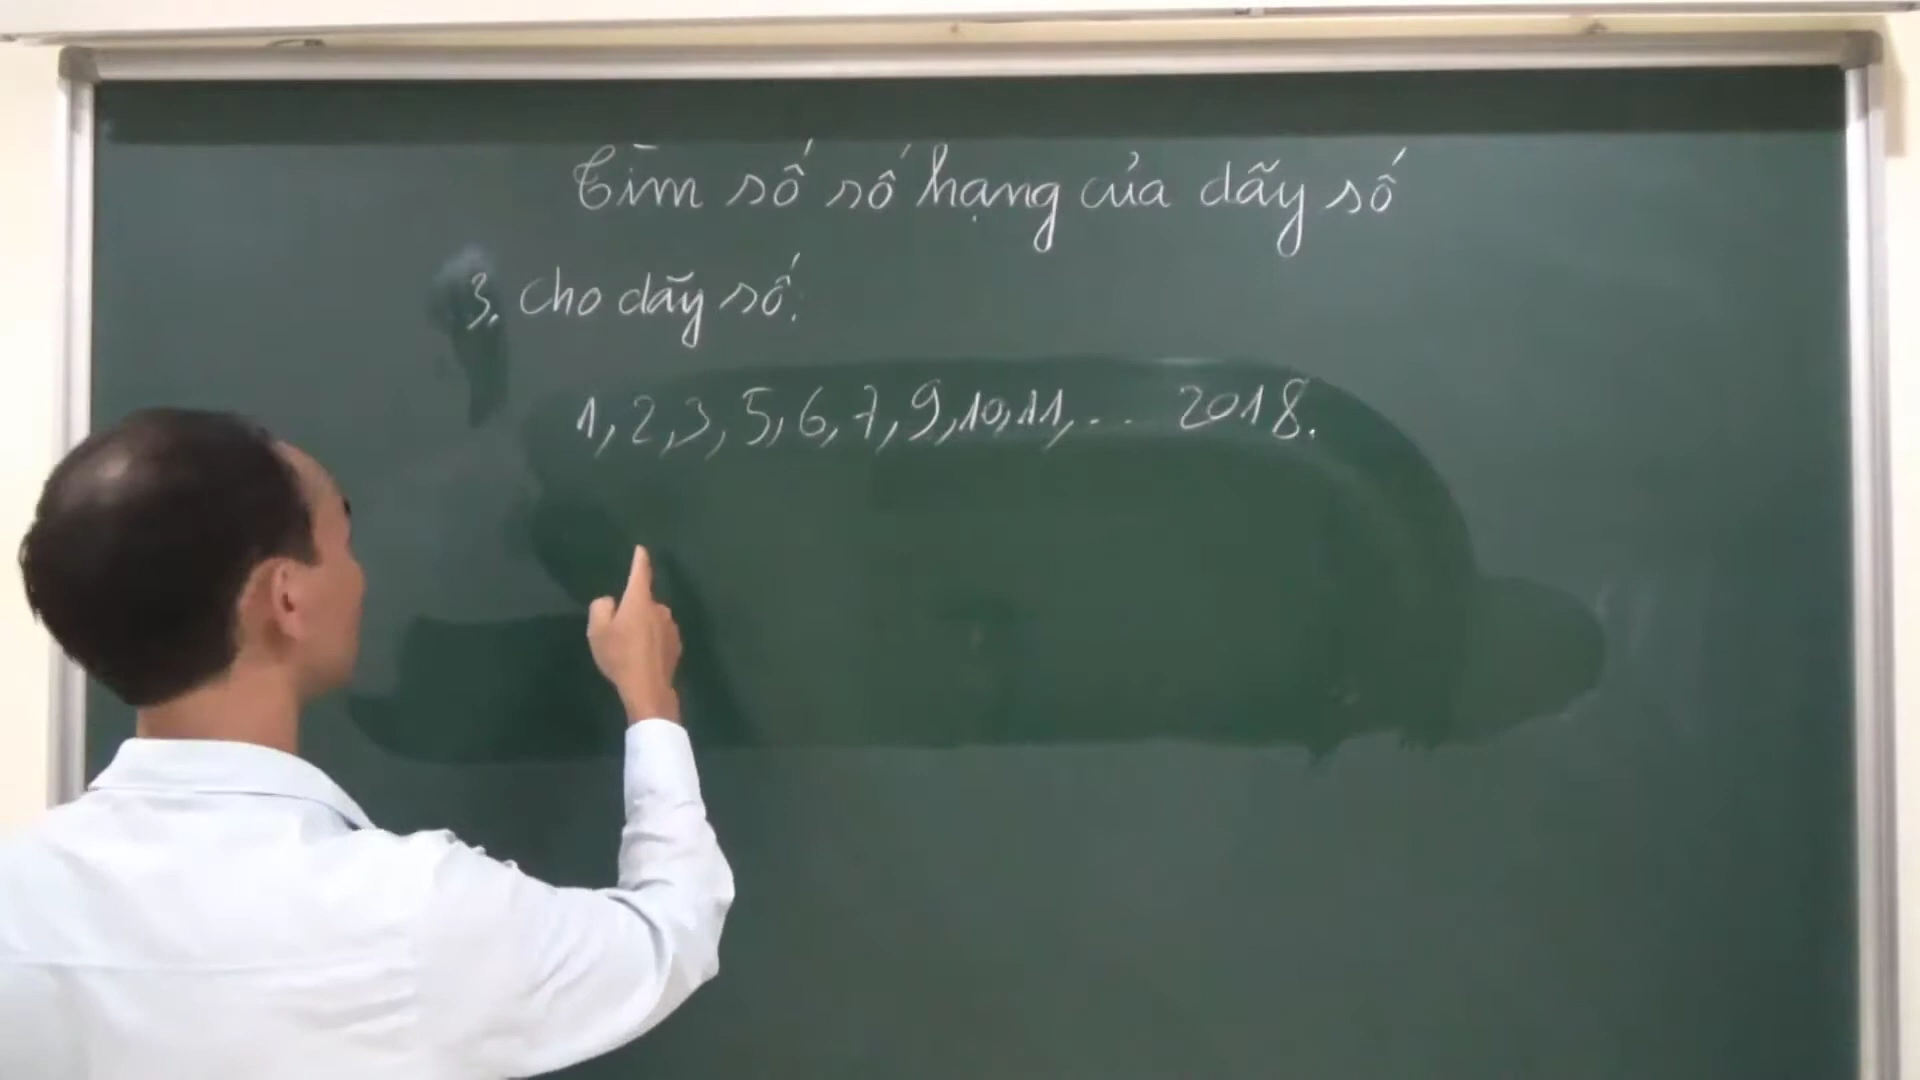 Tìm số số hạng của dãy số
3. Cho dãy số:
1, 2, 3, 5, 6, 7, 9, 10, 11, ... 2018.